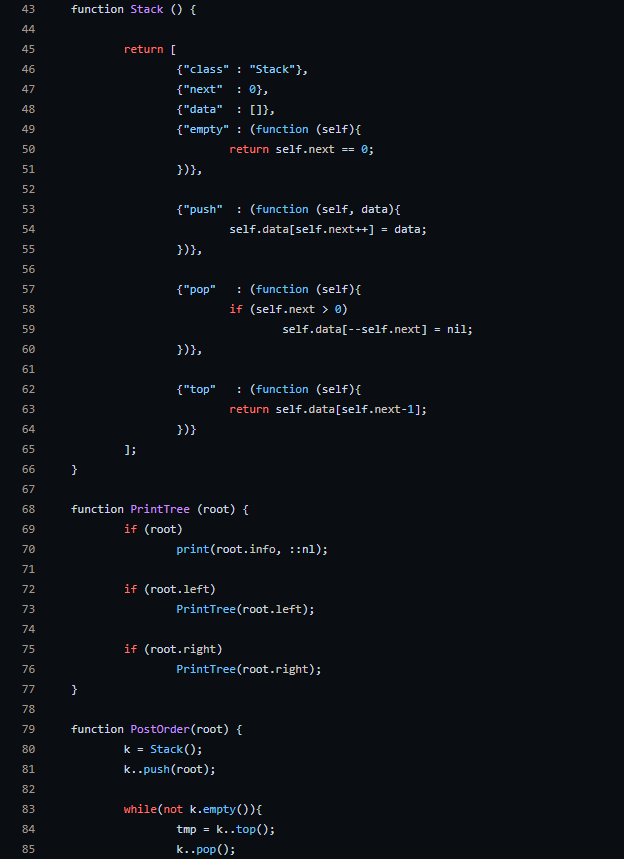 43 function Stack () {
44
45 return [
46 {"class" : "Stack"},
47 {"next"  : 0},
48 {"data"  : []},
49 {"empty" : (function (self){
50 return self.next == 0;
51 })},
52
53 {"push"  : (function (self, data){
54 self.data[self.next++] = data;
55 })},
56
57 {"pop"   : (function (self){
58 if (self.next > 0)
59 self.data[--self.next] = nil;
60 })},
61
62 {"top"   : (function (self){
63 return self.data[self.next-1];
64 })}
65 ];
66 }
67
68 function PrintTree (root) {
69 if (root)
70 print(root.info, ::nl);
71
72 if (root.left)
73 PrintTree(root.left);
74
75 if (root.right)
76 PrintTree(root.right);
77 }
78
79 function PostOrder(root) {
80 k = Stack();
81 k..push(root);
82
83 while(not k.empty()){
84 tmp = k..top();
85 k..pop();